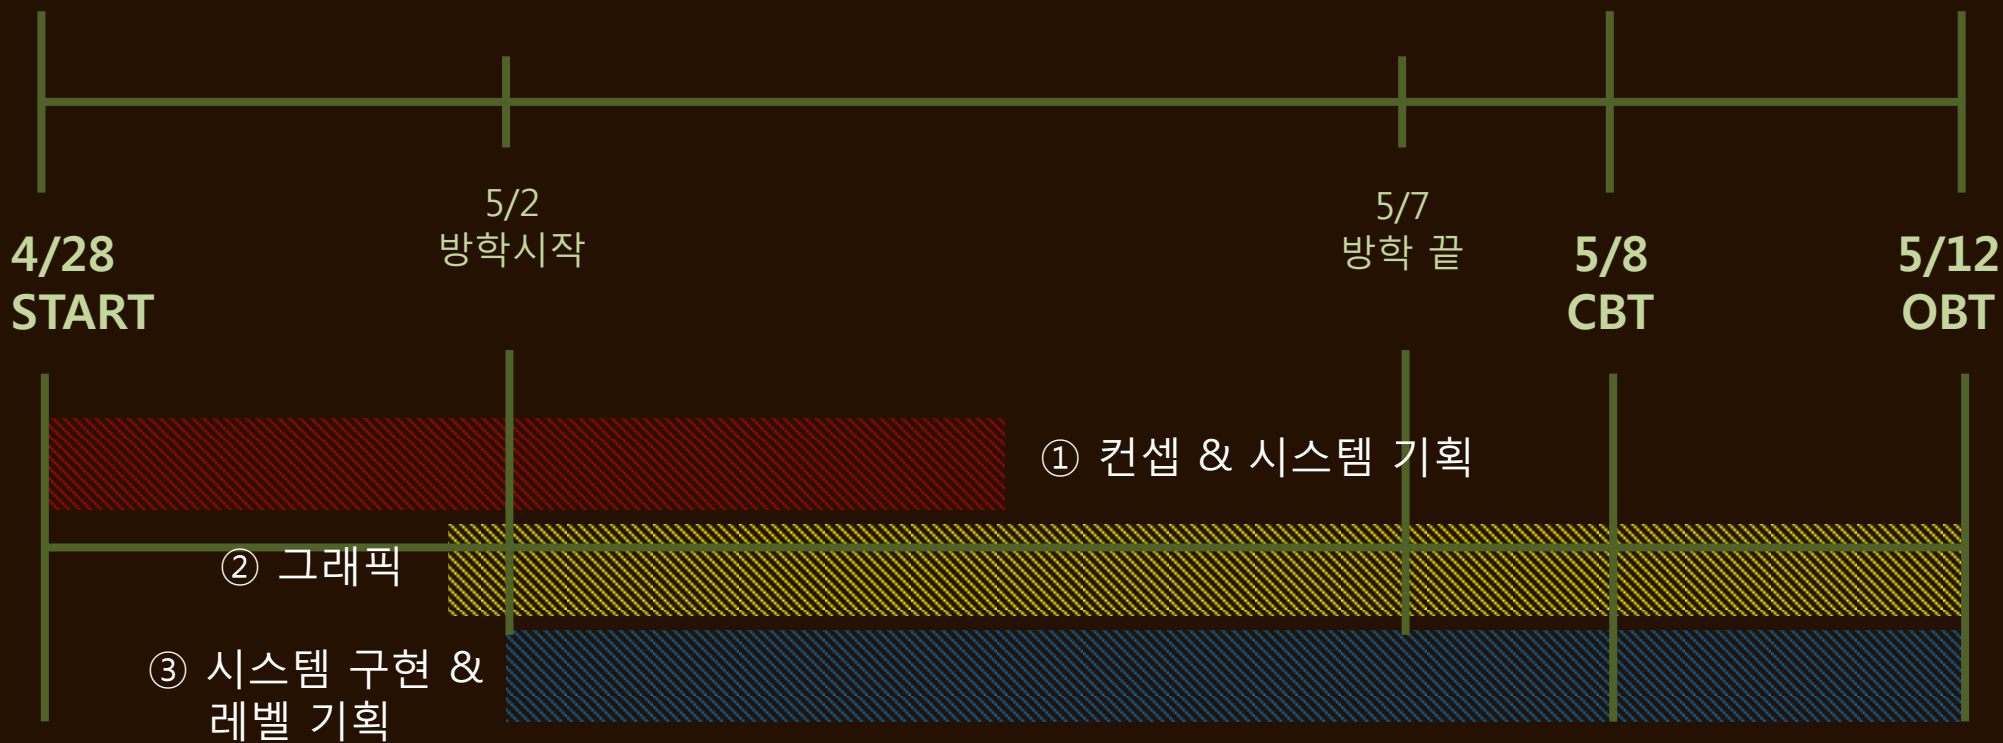 5/2
방학시작
5/7
방학 끝
4/28
START
5/8
CBT
5/12
OBT
① 컨셉 & 시스템 기획
② 그래픽
③ 시스템 구현 &
레벨 기획